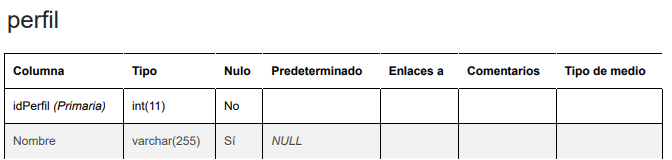 perfil
Columna Tipo Nulo Predeterminado Enlaces a Comentarios Tipo de medio
idPerfil (Primaria) int(11) No
Nombre varchar(255) Sí NULL